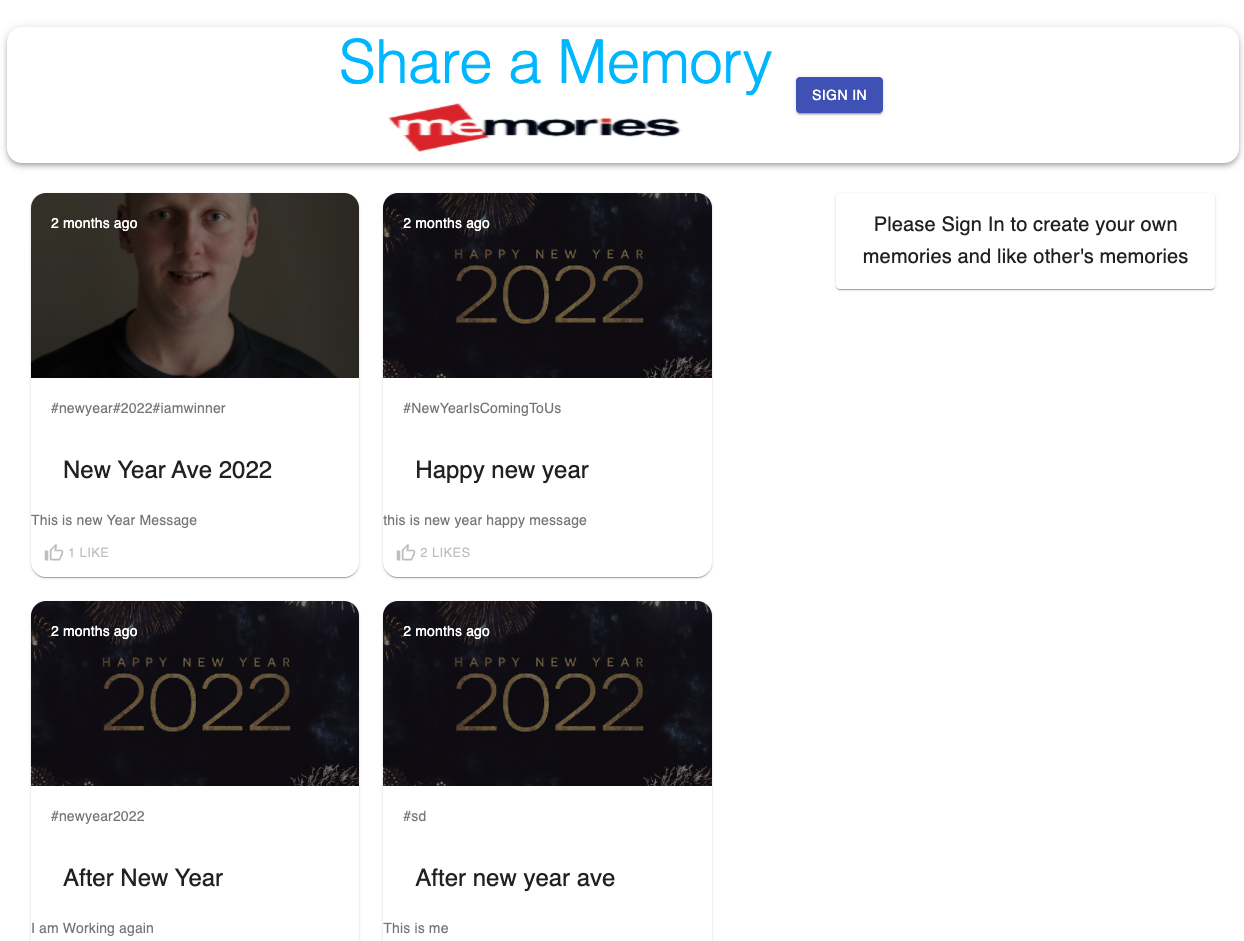 Share a Memory
SIGN IN
memories
2 months ago
#newyear#2022#iamwinner
New Year Ave 2022
This is new Year Message
1 LIKE
2 months ago
HAPPY NEW YEAR
2022
#NewYearIsComingToUs
Happy new year
this is new year happy message
2 LIKES
Please Sign In to create your own
memories and like other's memories
2 months ago
HAPPY NEW YEAR
2022
#newyear2022
After New Year
I am Working again
2 months ago
HAPPY NEW YEAR
2022
#sd
After new year ave
This is me